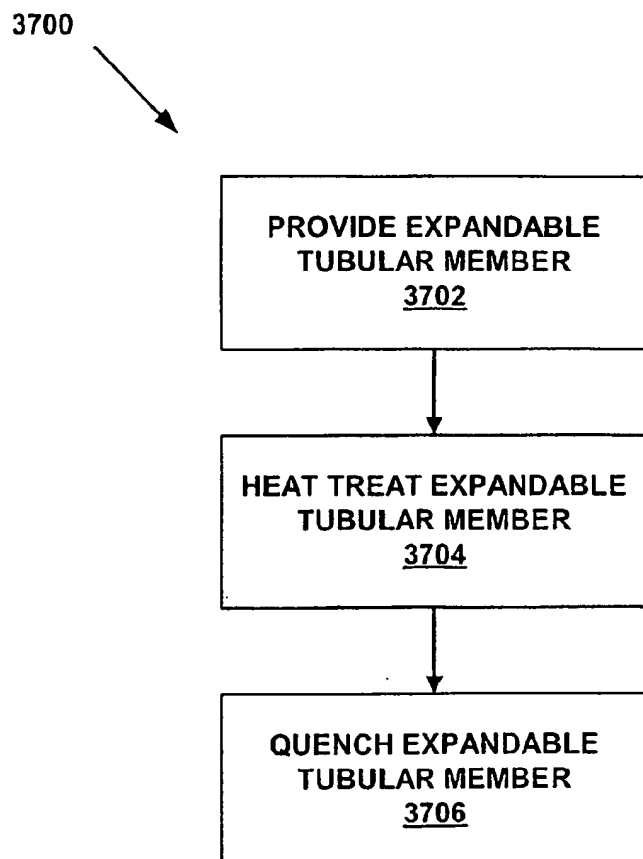 3700
PROVIDE EXPANDABLE
TUBULAR MEMBER
3702
HEAT TREAT EXPANDABLE
TUBULAR MEMBER
3704
QUENCH EXPANDABLE
TUBULAR MEMBER
3706